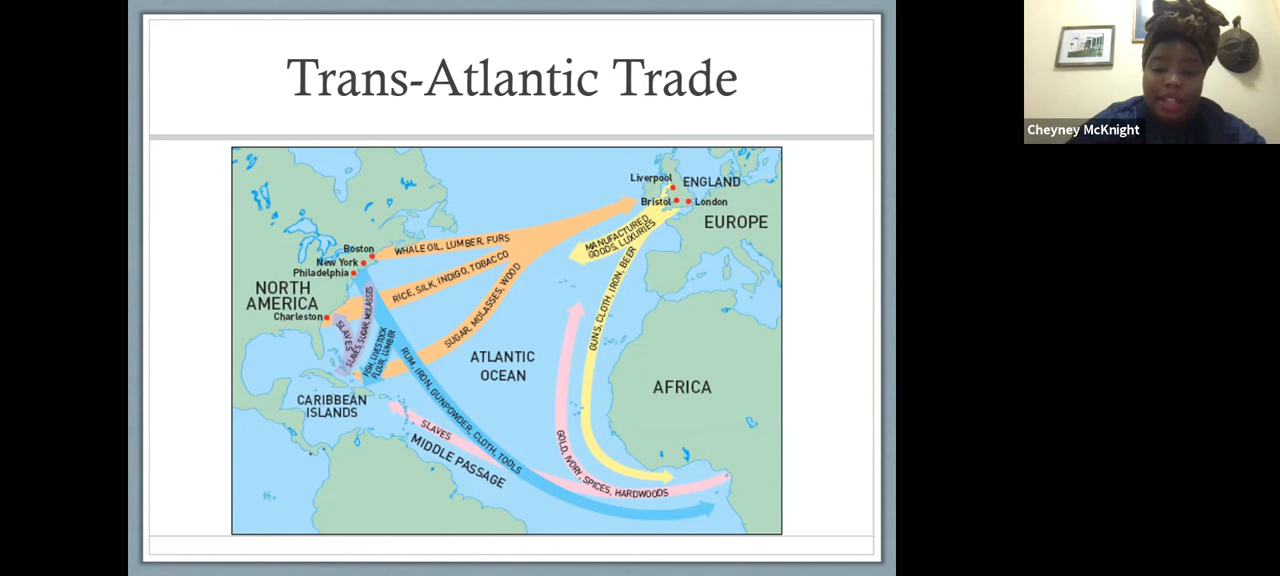 Trans-Atlantic Trade
Cheyney McKnight
Liverpool
ENGLAND
Bristol
London
EUROPE
MANUFACTURED
GOODS, LUXURIES
WHALE OIL, LUMBER, FURS
Boston
New York
Philadelphia
RICE, SILK, INDIGO, TOBACCO
NORTH
AMERICA
Charleston
SLAVES
SLAVES, SUGAR, MOLASSES
FISH, LIVESTOCK
FLOUR, LUMBER
SUGAR, MOLASSES, WOOD
GUNS, CLOTH, IRON, BEER
ATLANTIC
OCEAN
AFRICA
CARIBBEAN
ISLANDS
RUM, IRON, GUNPOWDER, CLOTH, TOOLS
SLAVES
MIDDLE PASSAGE
GOLD, IVORY, SPICES, HARDWOODS